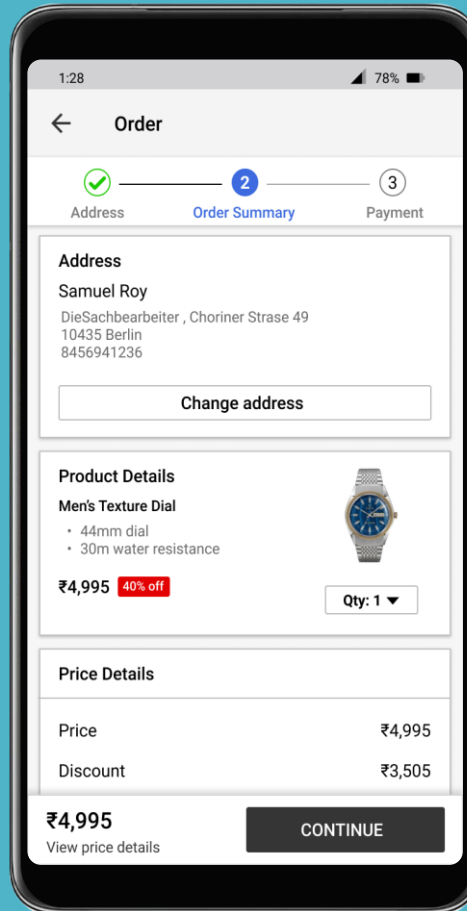 1:28 78%
Order
2 3
Address Order Summary Payment
Address
Samuel Roy
DieSachbearbeiter , Choriner Strase 49
10435 Berlin
8456941236
Change address
Product Details
Men's Texture Dial
• 44mm dial
• 30m water resistance
₹4,995 40% off
Qty: 1
Price Details
Price ₹4,995
Discount ₹3,505
₹4,995
View price details
CONTINUE